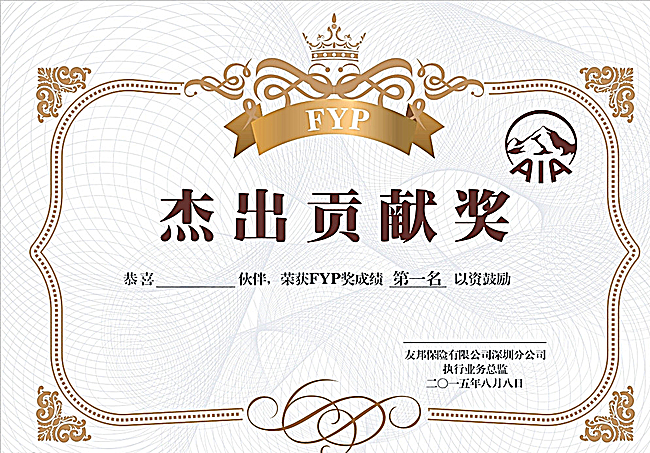 FYP
AIA
杰出贡献奖
恭喜__________伙伴，荣获FYP奖成绩 第一名 以资鼓励
友邦保险有限公司深圳分公司
执行业务总监
二〇一五年八月八日